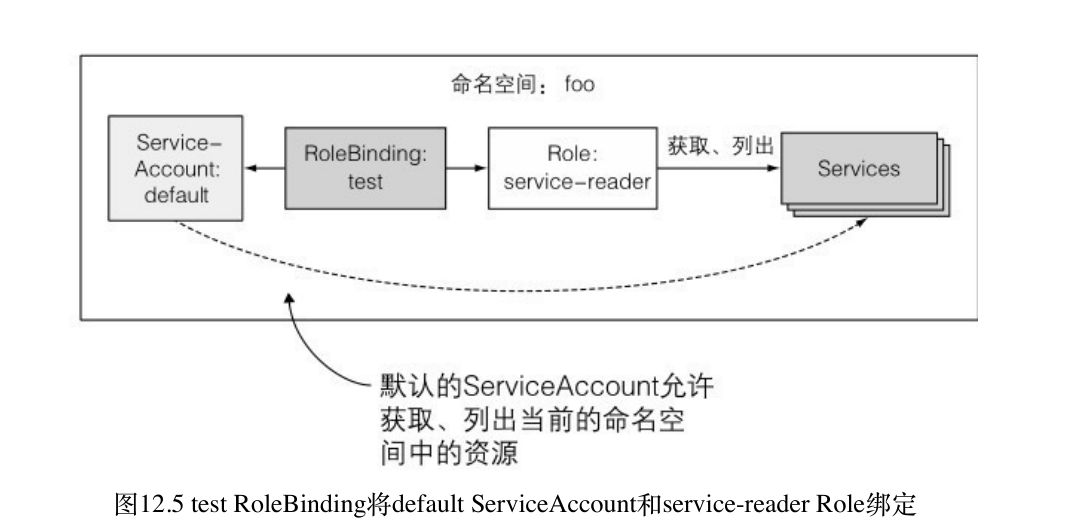 命名空间：foo
Service-
Account:
default
RoleBinding:
test
Role:
service-reader
获取、列出
Services
默认的ServiceAccount允许
获取、列出当前的命名空
间中的资源
图12.5 test RoleBinding将default ServiceAccount和service-reader Role绑定